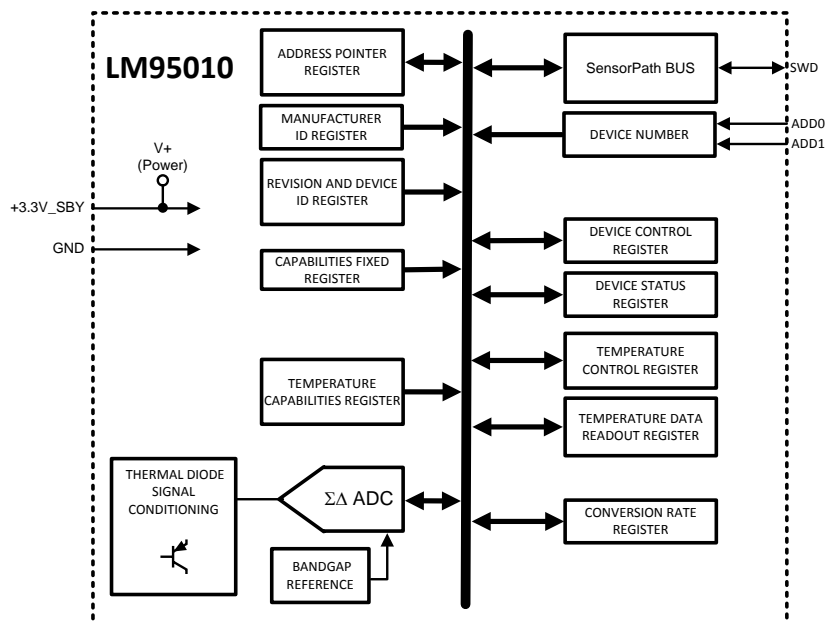 LM95010
ADDRESS POINTER
REGISTER
SensorPath BUS
SWD
MANUFACTURER
ID REGISTER
DEVICE NUMBER
ADD0
ADD1
V+
(Power)
+3.3V_SBY
GND
REVISION AND DEVICE
ID REGISTER
CAPABILITIES FIXED
REGISTER
DEVICE CONTROL
REGISTER
DEVICE STATUS
REGISTER
TEMPERATURE
CAPABILITIES REGISTER
TEMPERATURE
CONTROL REGISTER
TEMPERATURE DATA
READOUT REGISTER
THERMAL DIODE
SIGNAL
CONDITIONING
ΣΔ ADC
CONVERSION RATE
REGISTER
BANDGAP
REFERENCE